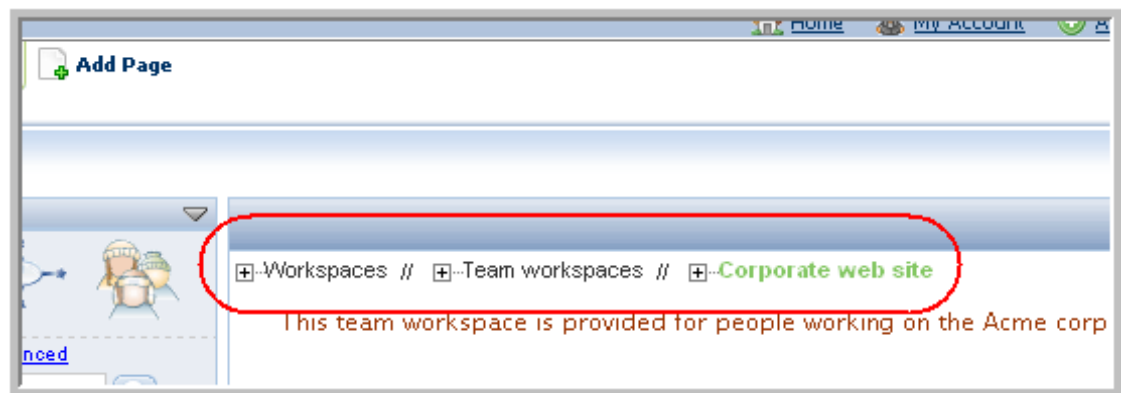 Home My Account
Add Page
Workspaces // Team workspaces // Corporate web site
This team workspace is provided for people working on the Acme corp
nced